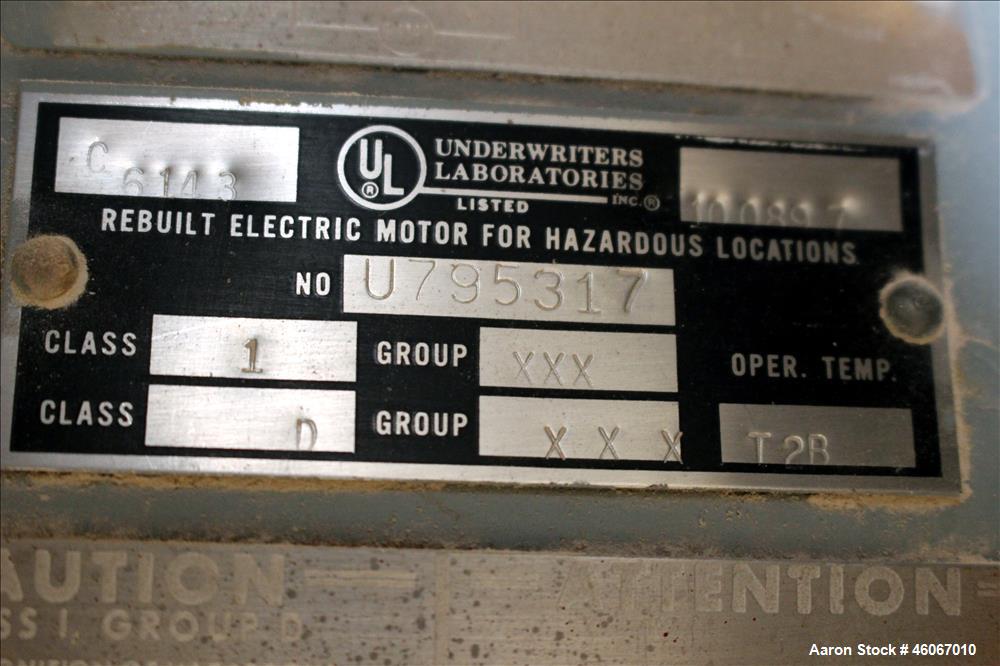 C
6143
UL
®
UNDERWRITERS
LABORATORIES
INC.®
LISTED
100897
REBUILT ELECTRIC MOTOR FOR HAZARDOUS LOCATIONS
NO U795317
CLASS 1 GROUP XXX OPER. TEMP.
CLASS D GROUP X X X T2B
AUTION ATTENTION
SS I, GROUP D
Aaron Stock # 46067010